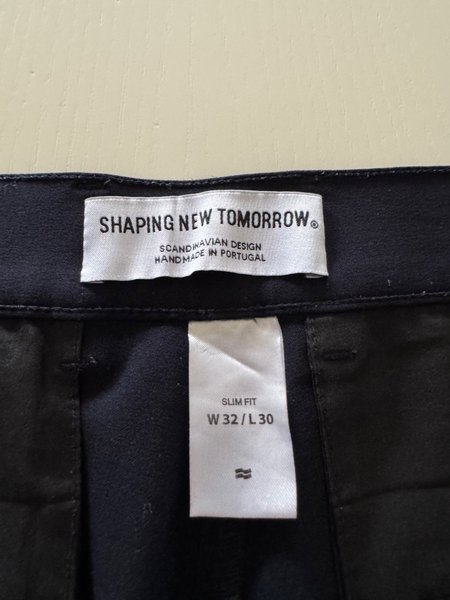 SHAPING NEW TOMORROW®
SCANDINAVIAN DESIGN
HANDMADE IN PORTUGAL
SLIM FIT
W 32 / L 30